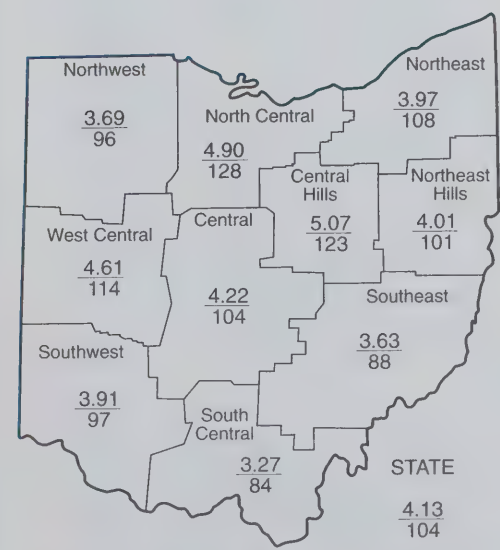 Northwest
3.69
96
Northeast
3.97
108
North Central
4.90
128
Central
Hills
5.07
123
Northeast
Hills
4.01
101
West Central
4.61
114
Central
4.22
104
Southeast
3.63
88
Southwest
3.91
97
South
Central
3.27
84
STATE
4.13
104